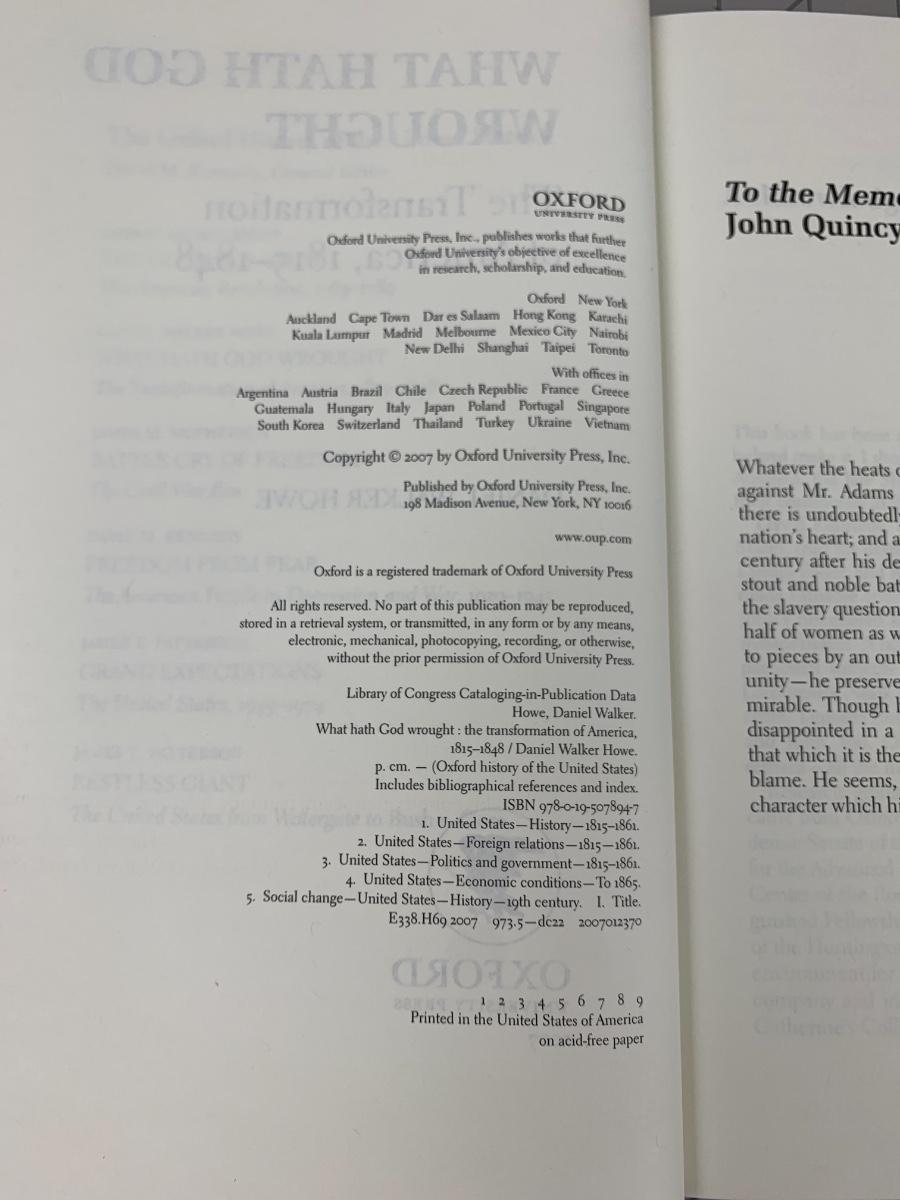 WHAT HATH GOD
WROUGHT
OXFORD
UNIVERSITY PRESS
Oxford University Press, Inc., publishes works that further
Oxford University's objective of excellence
in research, scholarship, and education.
Oxford New York
Auckland Cape Town Dar es Salaam Hong Kong Karachi
Kuala Lumpur Madrid Melbourne Mexico City Nairobi
New Delhi Shanghai Taipei Toronto
With offices in
Argentina Austria Brazil Chile Czech Republic France Greece
Guatemala Hungary Italy Japan Poland Portugal Singapore
South Korea Switzerland Thailand Turkey Ukraine Vietnam
Copyright © 2007 by Oxford University Press, Inc.
Published by Oxford University Press, Inc.
198 Madison Avenue, New York, NY 10016
www.oup.com
Oxford is a registered trademark of Oxford University Press
All rights reserved. No part of this publication may be reproduced,
stored in a retrieval system, or transmitted, in any form or by any means,
electronic, mechanical, photocopying, recording, or otherwise,
without the prior permission of Oxford University Press.
Library of Congress Cataloging-in-Publication Data
Howe, Daniel Walker.
What hath God wrought : the transformation of America,
1815–1848 / Daniel Walker Howe.
p. cm. — (Oxford history of the United States)
Includes bibliographical references and index.
ISBN 978-0-19-507894-7
1. United States—History—1815–1861.
2. United States—Foreign relations—1815–1861.
3. United States—Politics and government—1815–1861.
4. United States—Economic conditions—To 1865.
5. Social change—United States—History—19th century. I. Title.
E338.H69 2007 973.5—dc22 2007012370
OXFORD
1 2 3 4 5 6 7 8 9
Printed in the United States of America
on acid-free paper
To the Mem
John Quincy
Whatever the heats
against Mr. Adams
there is undoubtedly
nation's heart; and a
century after his de
stout and noble bat
the slavery question
half of women as w
to pieces by an out
unity—he preserve
mirable. Though h
disappointed in a
that which it is the
blame. He seems,
character which hi